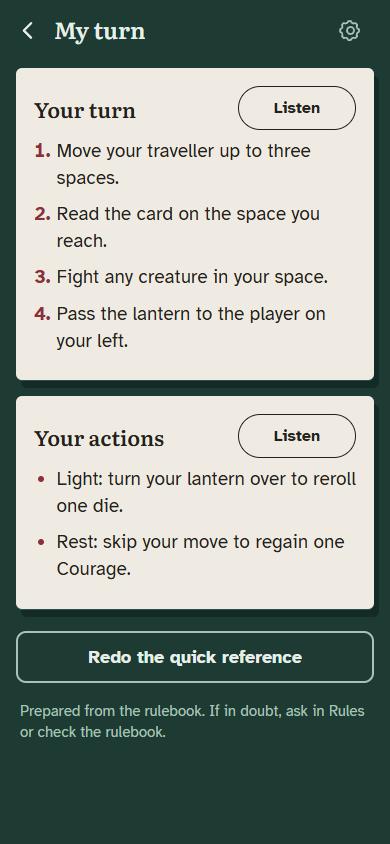 My turn
Your turn
Listen
1. Move your traveller up to three
spaces.
2. Read the card on the space you
reach.
3. Fight any creature in your space.
4. Pass the lantern to the player on
your left.
Your actions
Listen
• Light: turn your lantern over to reroll
one die.
• Rest: skip your move to regain one
Courage.
Redo the quick reference
Prepared from the rulebook. If in doubt, ask in Rules
or check the rulebook.